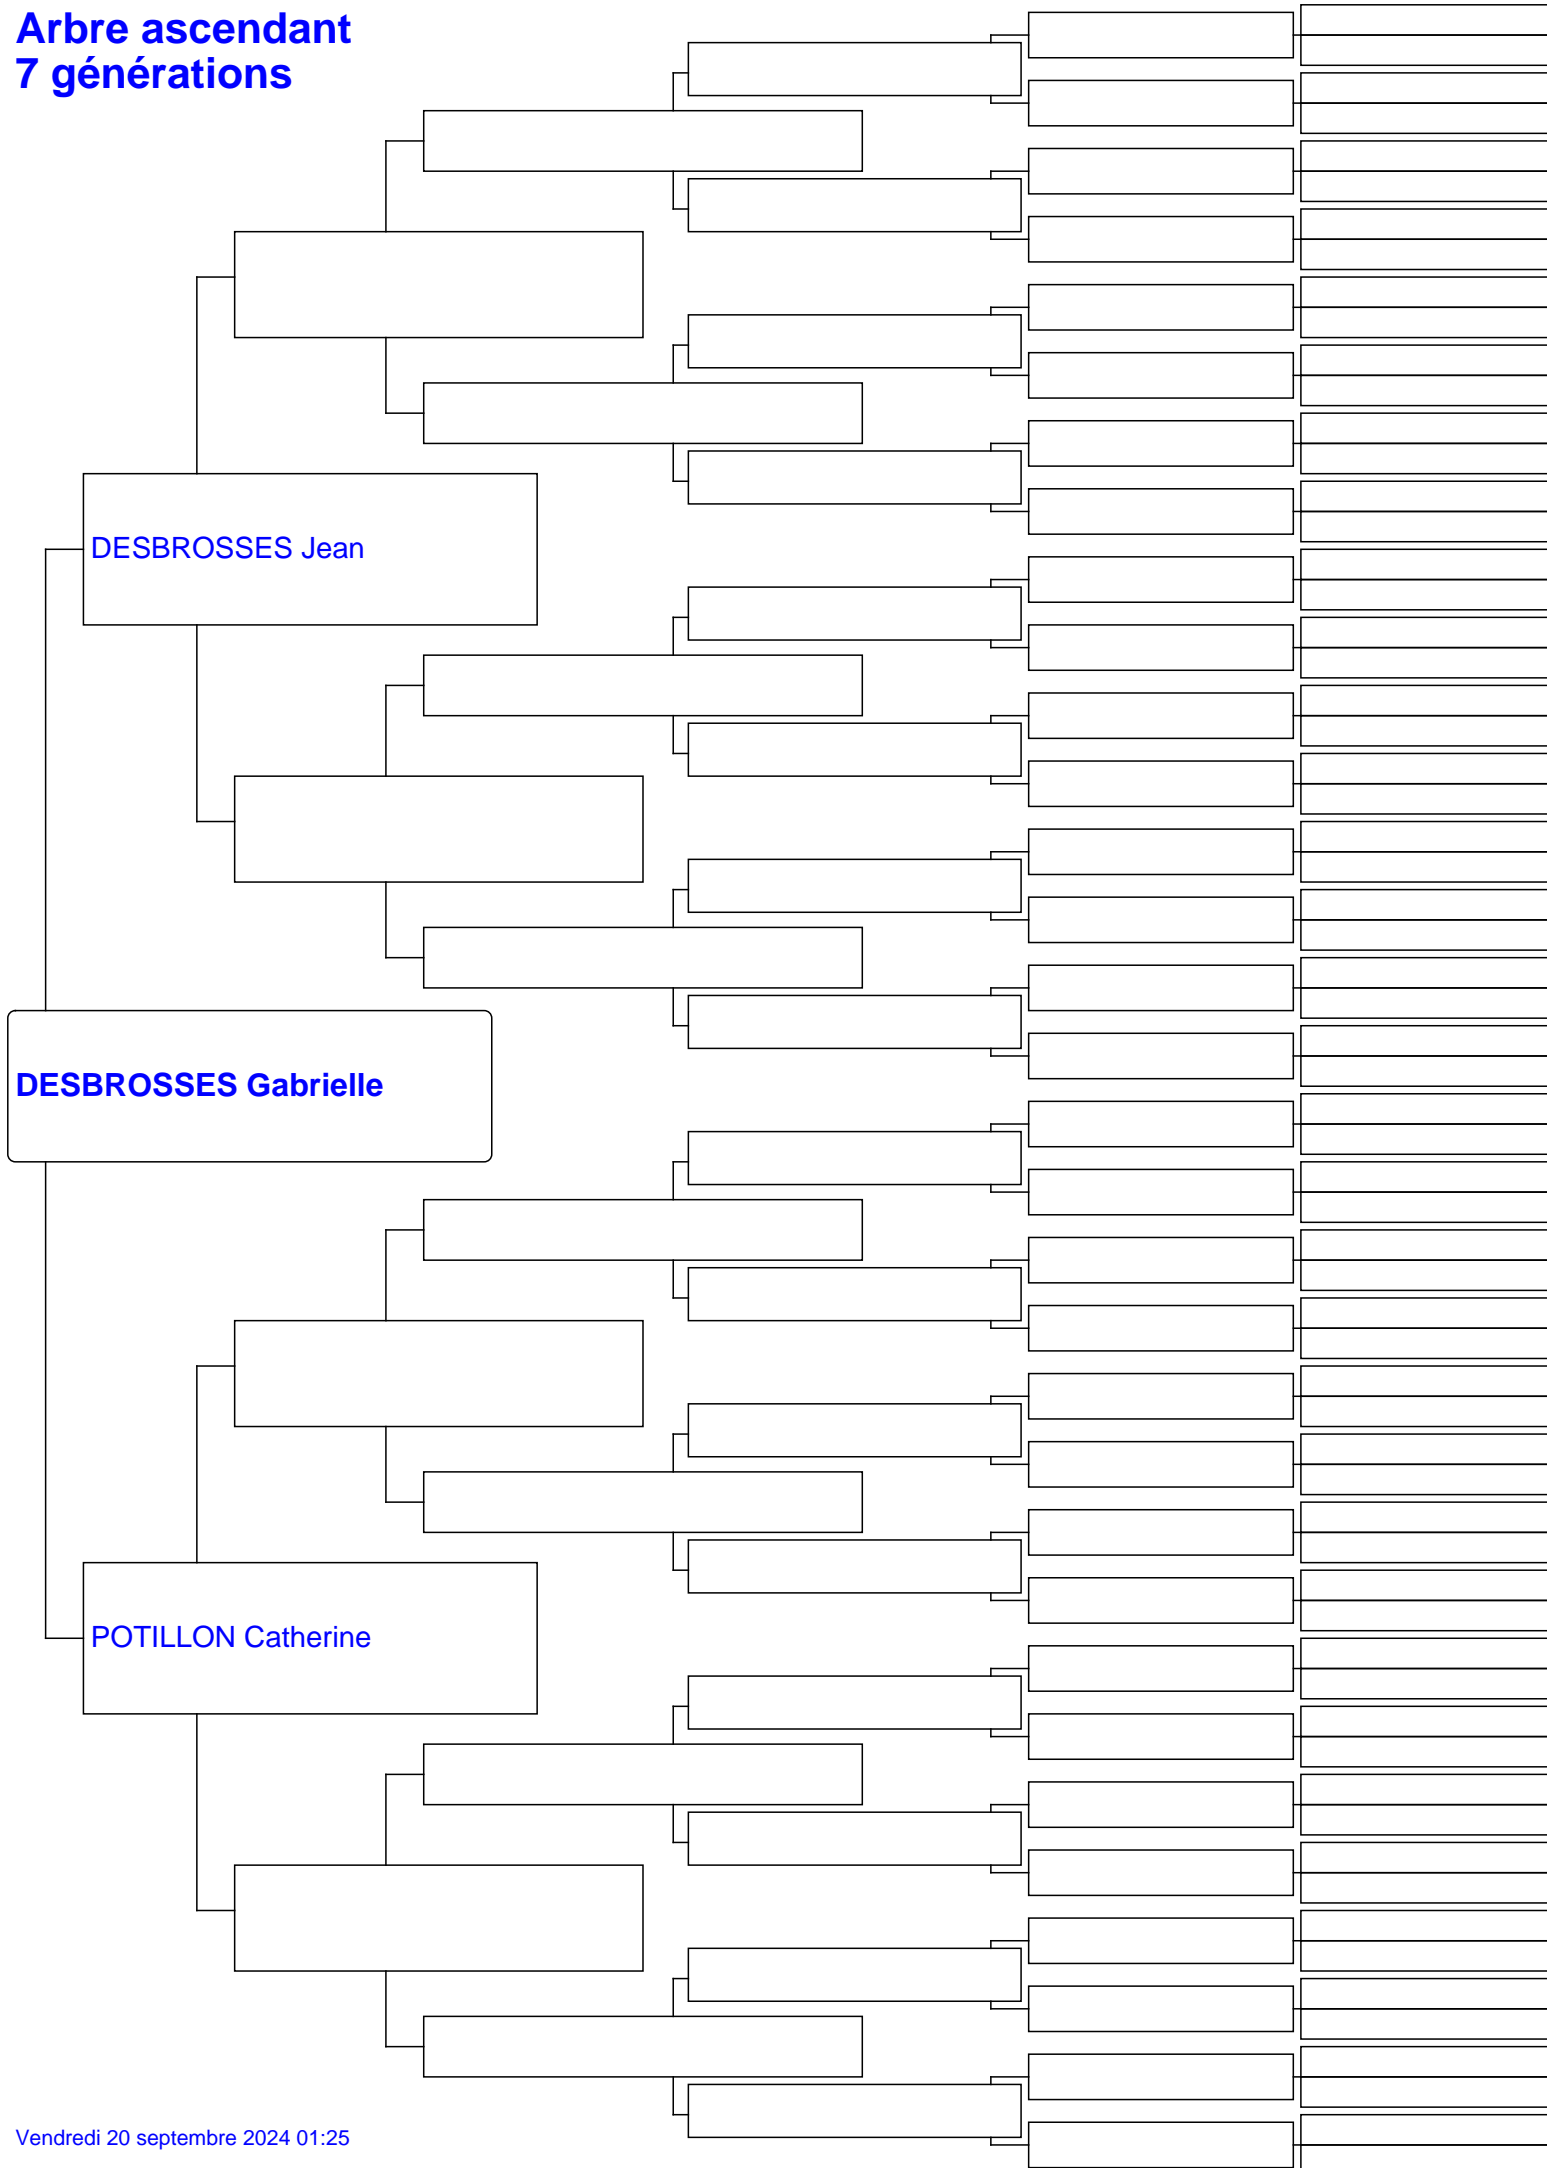 Arbre ascendant
7 générations
DESBROSSES Jean
DESBROSSES Gabrielle
POTILLON Catherine
Vendredi 20 septembre 2024 01:25